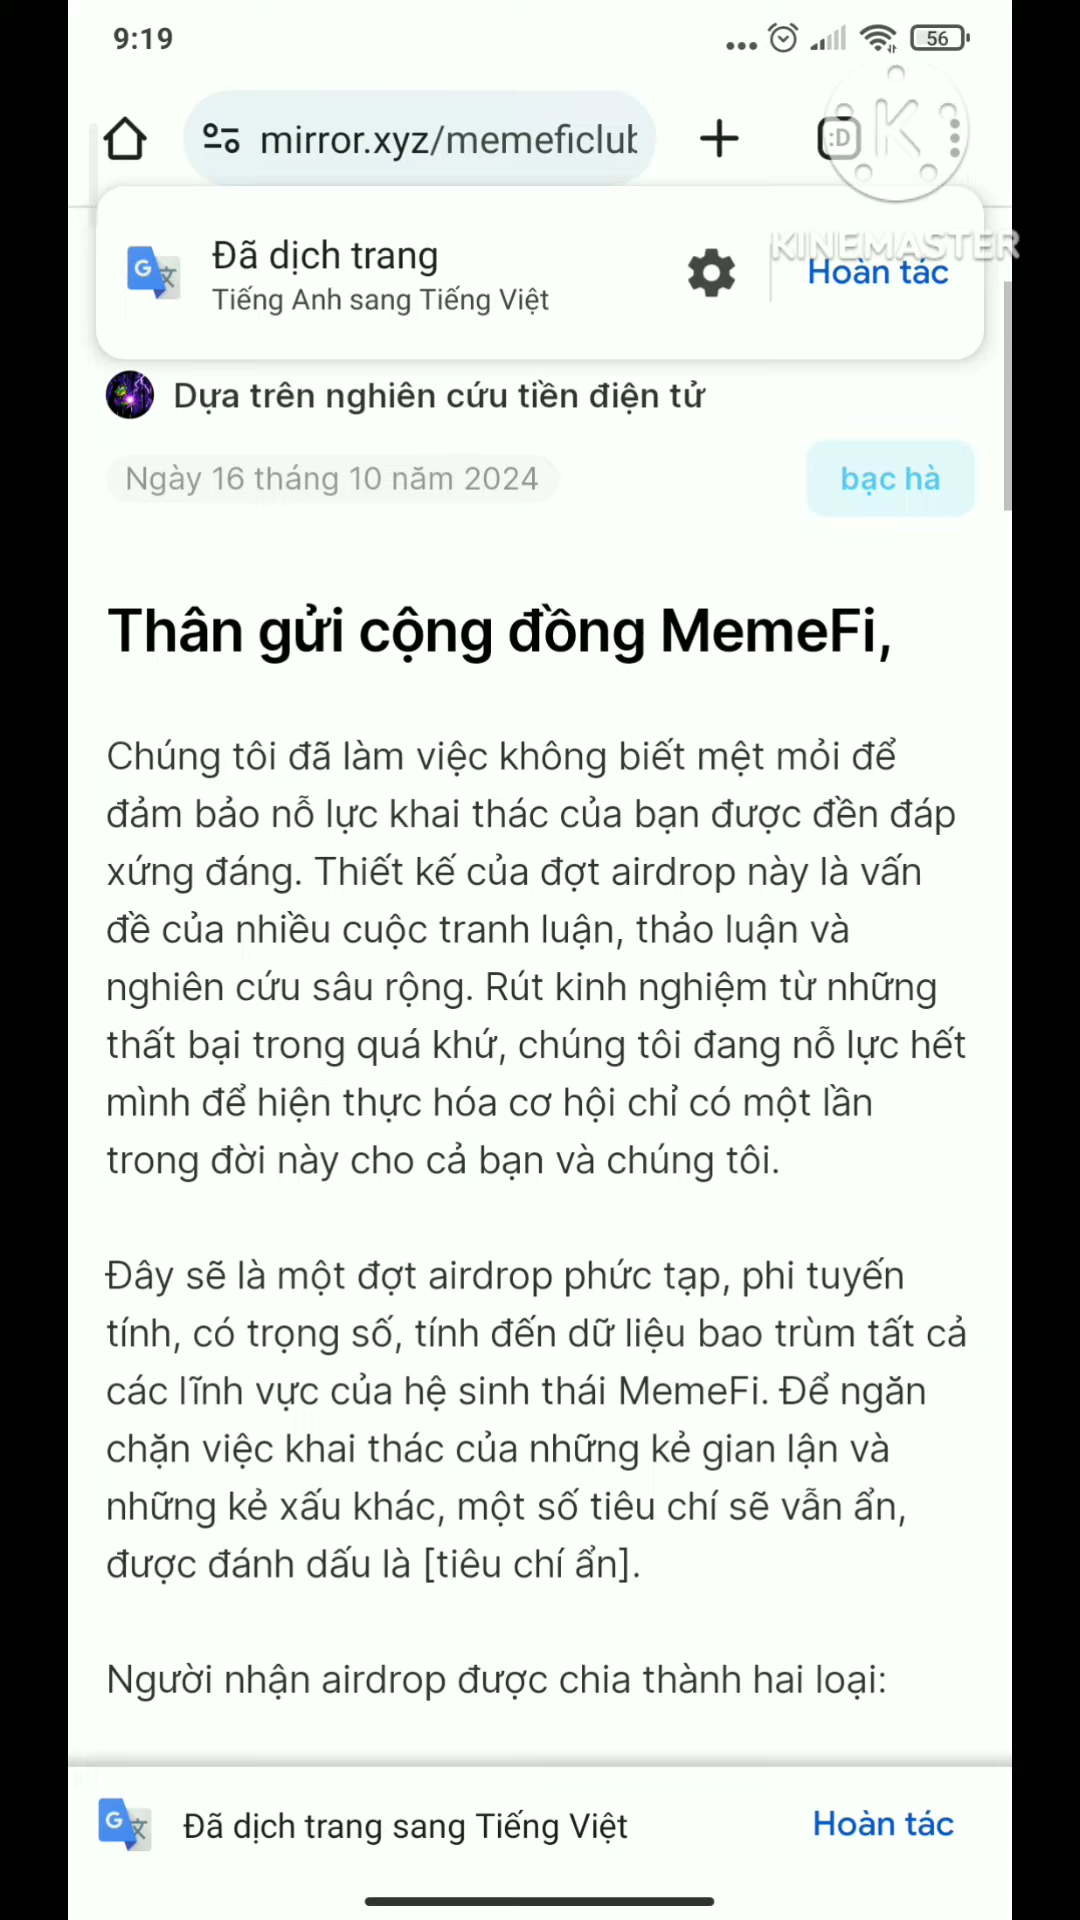 9:19
56
mirror.xyz/memeficlub
:D
K
KINEMASTER
Đã dịch trang
Tiếng Anh sang Tiếng Việt
Hoàn tác
Dựa trên nghiên cứu tiền điện tử
Ngày 16 tháng 10 năm 2024
bạc hà
Thân gửi cộng đồng MemeFi,
Chúng tôi đã làm việc không biết mệt mỏi để
đảm bảo nỗ lực khai thác của bạn được đền đáp
xứng đáng. Thiết kế của đợt airdrop này là vấn
đề của nhiều cuộc tranh luận, thảo luận và
nghiên cứu sâu rộng. Rút kinh nghiệm từ những
thất bại trong quá khứ, chúng tôi đang nỗ lực hết
mình để hiện thực hóa cơ hội chỉ có một lần
trong đời này cho cả bạn và chúng tôi.
Đây sẽ là một đợt airdrop phức tạp, phi tuyến
tính, có trọng số, tính đến dữ liệu bao trùm tất cả
các lĩnh vực của hệ sinh thái MemeFi. Để ngăn
chặn việc khai thác của những kẻ gian lận và
những kẻ xấu khác, một số tiêu chí sẽ vẫn ẩn,
được đánh dấu là [tiêu chí ẩn].
Người nhận airdrop được chia thành hai loại:
G 文
Đã dịch trang sang Tiếng Việt
Hoàn tác